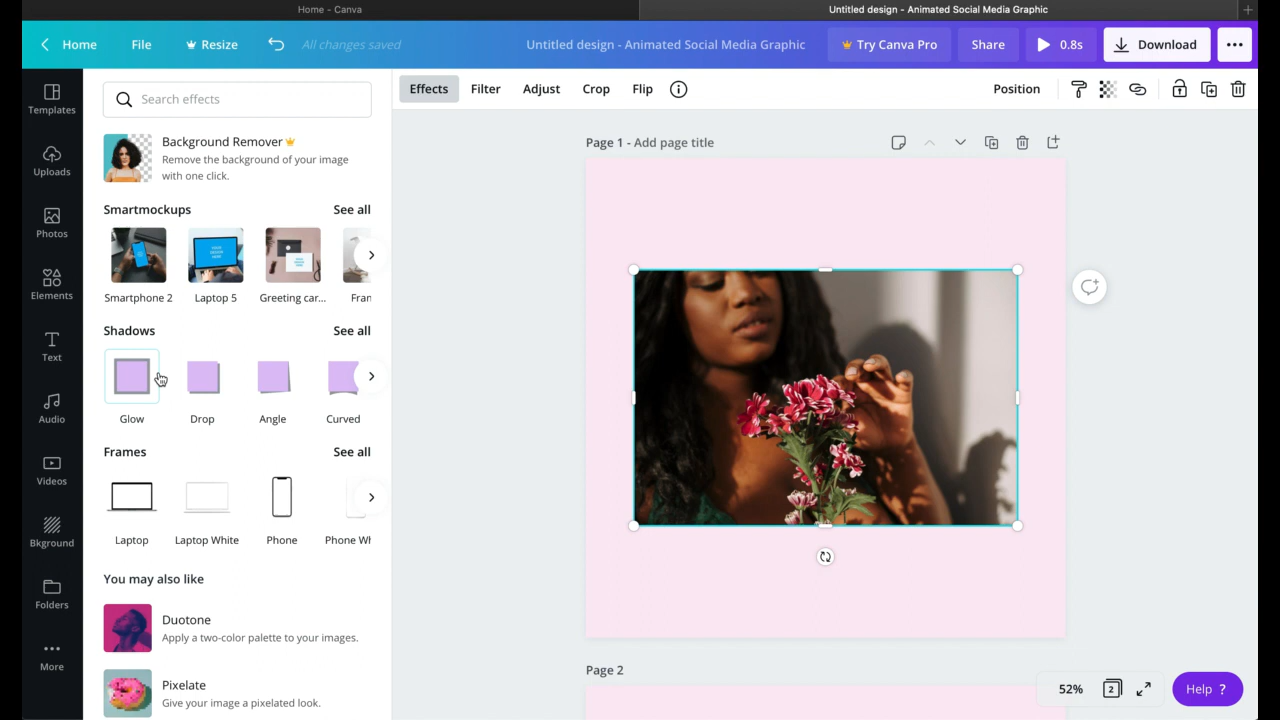 Home - Canva
Untitled design - Animated Social Media Graphic
Home
File
Resize
All changes saved
Untitled design - Animated Social Media Graphic
Try Canva Pro
Share
0.8s
Download
Templates
Uploads
Photos
Elements
Text
Audio
Videos
Bkground
Folders
More
Search effects
Background Remover
Remove the background of your image
with one click.
Smartmockups
See all
Smartphone 2
Laptop 5
Greeting car...
Fran
Shadows
See all
Glow
Drop
Angle
Curved
Frames
See all
Laptop
Laptop White
Phone
Phone Wh
You may also like
Duotone
Apply a two-color palette to your images.
Pixelate
Give your image a pixelated look.
Effects
Filter
Adjust
Crop
Flip
Position
Page 1 - Add page title
Page 2
52%
2
Help ?